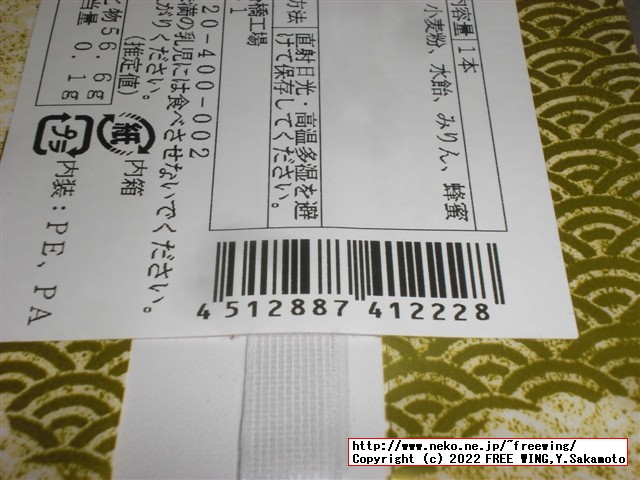 内容量 1本
小麦粉、水飴、みりん、蜂蜜
方法
直射日光・高温多湿を避
けて保存してください。
工場
20-400-002
満の乳児には食べさせないでください。
がりください。
(推定値)
物56.6g
当量 0.1g
プラ
紙
内箱
内装:PE、PA
4 512887 412228
http://www.neko.ne.jp/~freewing/
Copyright (c) 2022 FREE WING,Y.Sakamoto